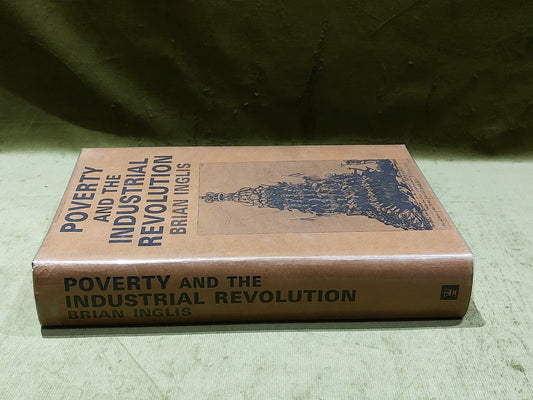 POVERTY
AND THE
INDUSTRIAL
REVOLUTION
BRIAN INGLIS
POVERTY AND THE
INDUSTRIAL REVOLUTION
BRIAN INGLIS